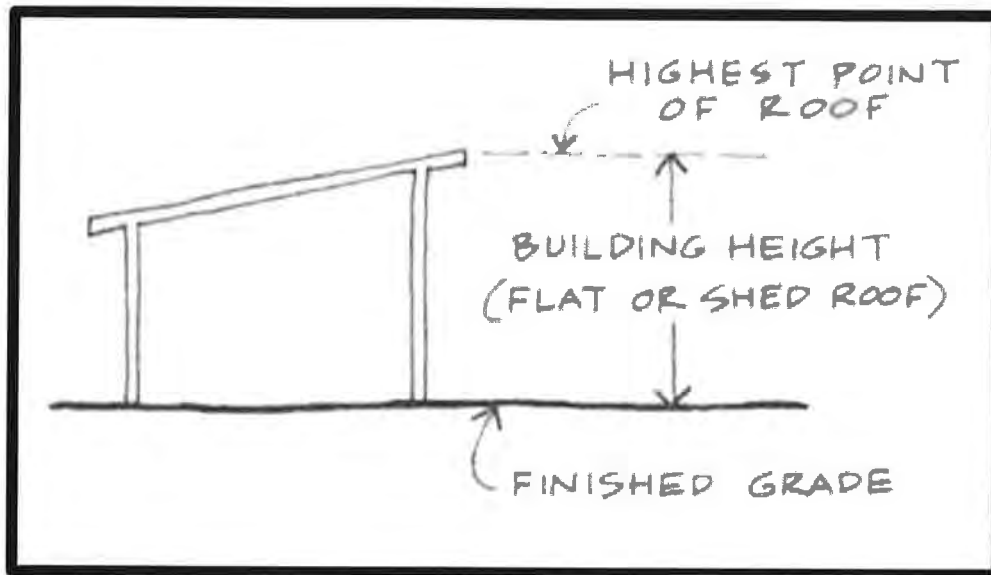 HIGHEST POINT
OF ROOF
BUILDING HEIGHT
(FLAT OR SHED ROOF)
FINISHED GRADE